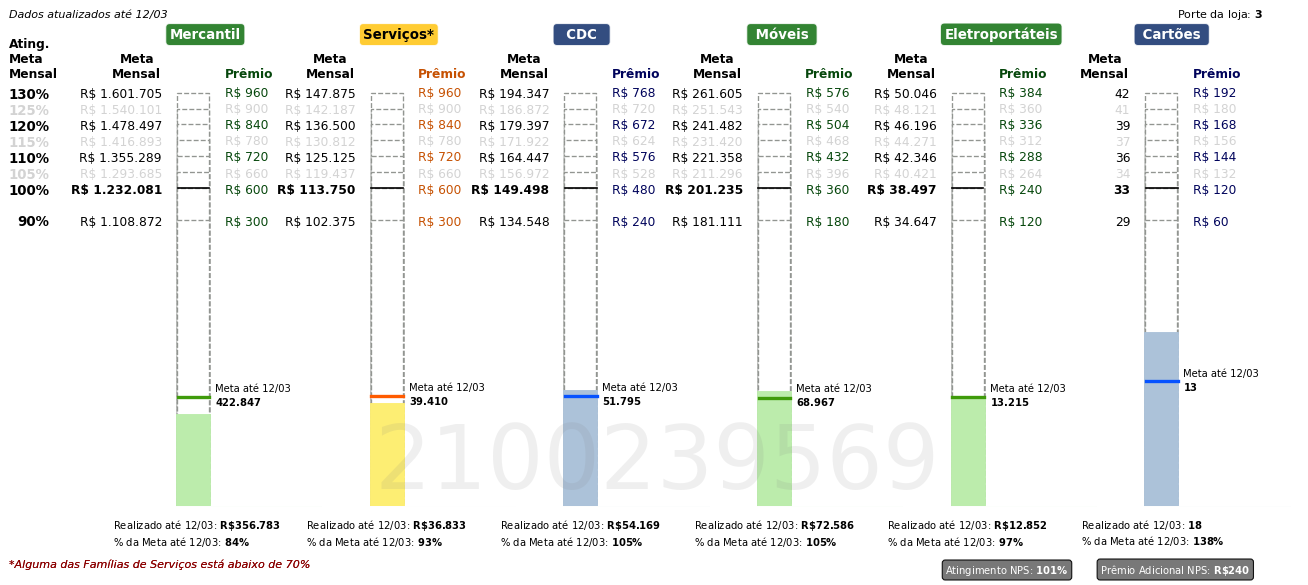 Dados atualizados até 12/03 Porte da loja: 3
Mercantil Serviços* CDC Móveis Eletroportáteis Cartões
Ating.
Meta Meta Meta Meta Meta Meta Meta
Mensal Mensal Prêmio Mensal Prêmio Mensal Prêmio Mensal Prêmio Mensal Prêmio Mensal Prêmio
130% R$ 1.601.705 R$ 960 R$ 147.875 R$ 960 R$ 194.347 R$ 768 R$ 261.605 R$ 576 R$ 50.046 R$ 384 42 R$ 192
125% R$ 1.540.101 R$ 900 R$ 142.187 R$ 900 R$ 186.872 R$ 720 R$ 251.543 R$ 540 R$ 48.121 R$ 360 41 R$ 180
120% R$ 1.478.497 R$ 840 R$ 136.500 R$ 840 R$ 179.397 R$ 672 R$ 241.482 R$ 504 R$ 46.196 R$ 336 39 R$ 168
115% R$ 1.416.893 R$ 780 R$ 130.812 R$ 780 R$ 171.922 R$ 624 R$ 231.420 R$ 468 R$ 44.271 R$ 312 37 R$ 156
110% R$ 1.355.289 R$ 720 R$ 125.125 R$ 720 R$ 164.447 R$ 576 R$ 221.358 R$ 432 R$ 42.346 R$ 288 36 R$ 144
105% R$ 1.293.685 R$ 660 R$ 119.437 R$ 660 R$ 156.972 R$ 528 R$ 211.296 R$ 396 R$ 40.421 R$ 264 34 R$ 132
100% R$ 1.232.081 R$ 600 R$ 113.750 R$ 600 R$ 149.498 R$ 480 R$ 201.235 R$ 360 R$ 38.497 R$ 240 33 R$ 120
90% R$ 1.108.872 R$ 300 R$ 102.375 R$ 300 R$ 134.548 R$ 240 R$ 181.111 R$ 180 R$ 34.647 R$ 120 29 R$ 60
Meta até 12/03 Meta até 12/03 Meta até 12/03 Meta até 12/03 Meta até 12/03 Meta até 12/03
422.847 39.410 51.795 68.967 13.215 13
2100239569
Realizado até 12/03: R$356.783 Realizado até 12/03: R$36.833 Realizado até 12/03: R$54.169 Realizado até 12/03: R$72.586 Realizado até 12/03: R$12.852 Realizado até 12/03: 18
% da Meta até 12/03: 84% % da Meta até 12/03: 93% % da Meta até 12/03: 105% % da Meta até 12/03: 105% % da Meta até 12/03: 97% % da Meta até 12/03: 138%
*Alguma das Famílias de Serviços está abaixo de 70% Atingimento NPS: 101% Prêmio Adicional NPS: R$240